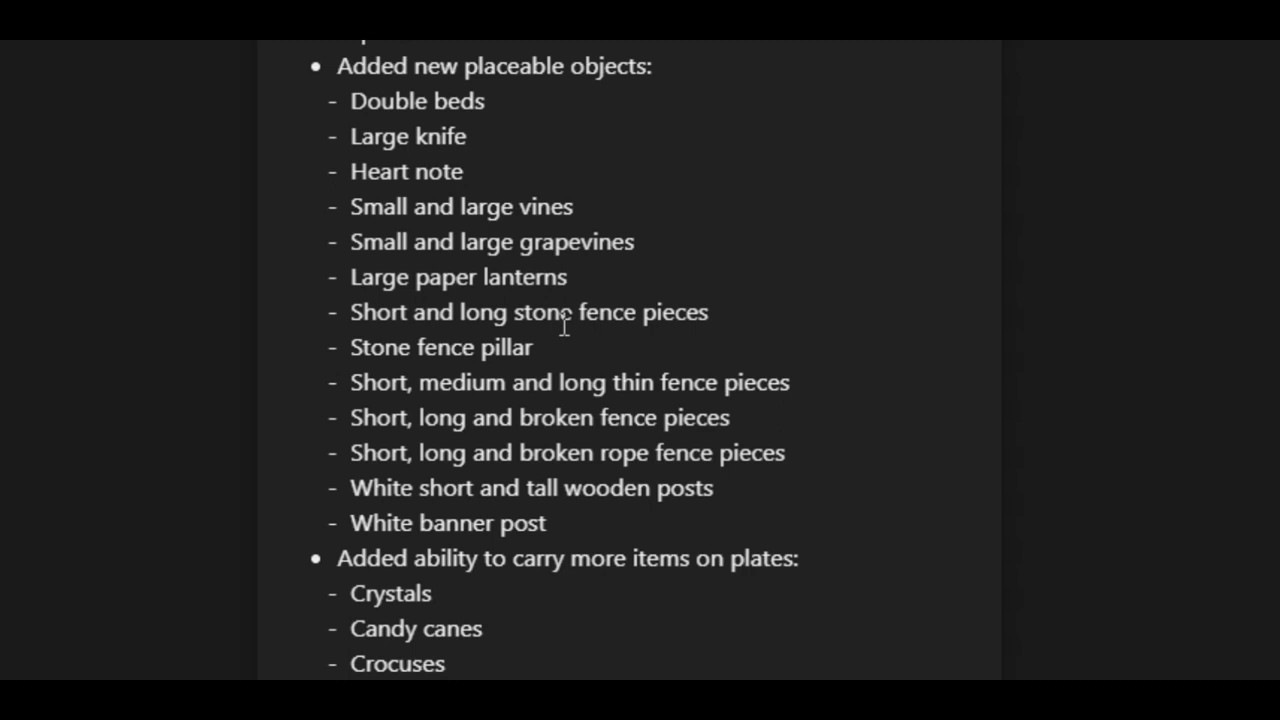 • Added new placeable objects:
- Double beds
- Large knife
- Heart note
- Small and large vines
- Small and large grapevines
- Large paper lanterns
- Short and long stone fence pieces
- Stone fence pillar
- Short, medium and long thin fence pieces
- Short, long and broken fence pieces
- Short, long and broken rope fence pieces
- White short and tall wooden posts
- White banner post
• Added ability to carry more items on plates:
- Crystals
- Candy canes
- Crocuses